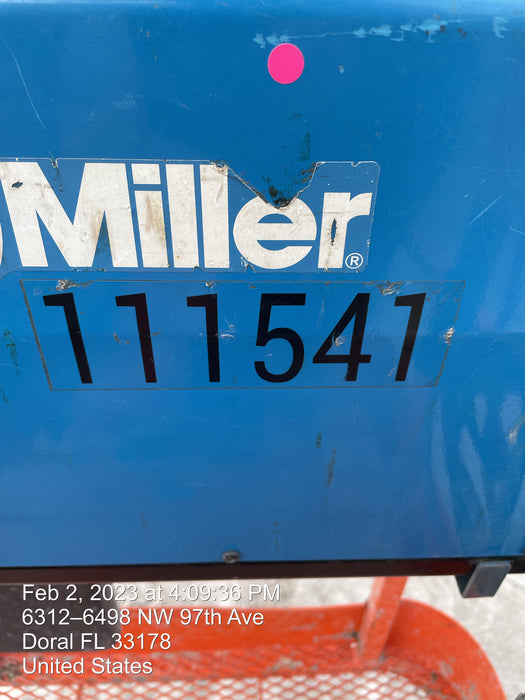 Miller®
111541
Feb 2, 2023 at 4:09:36 PM
6312–6498 NW 97th Ave
Doral FL 33178
United States